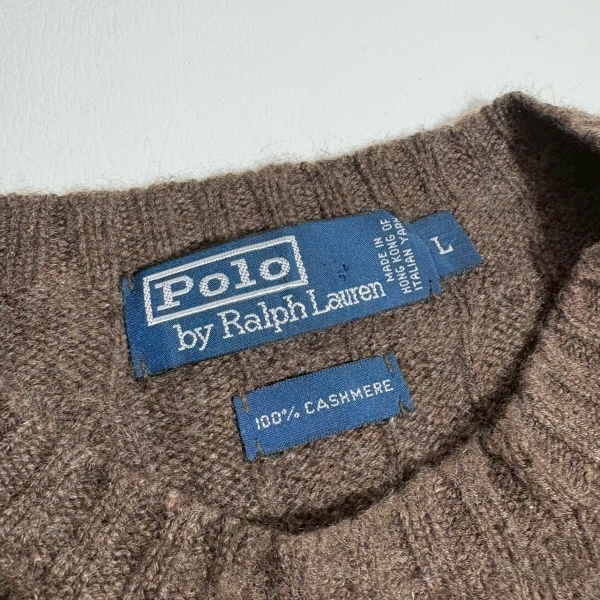 Polo
by Ralph Lauren
MADE IN
HONG KONG OF
ITALIAN YARN
L
100% CASHMERE